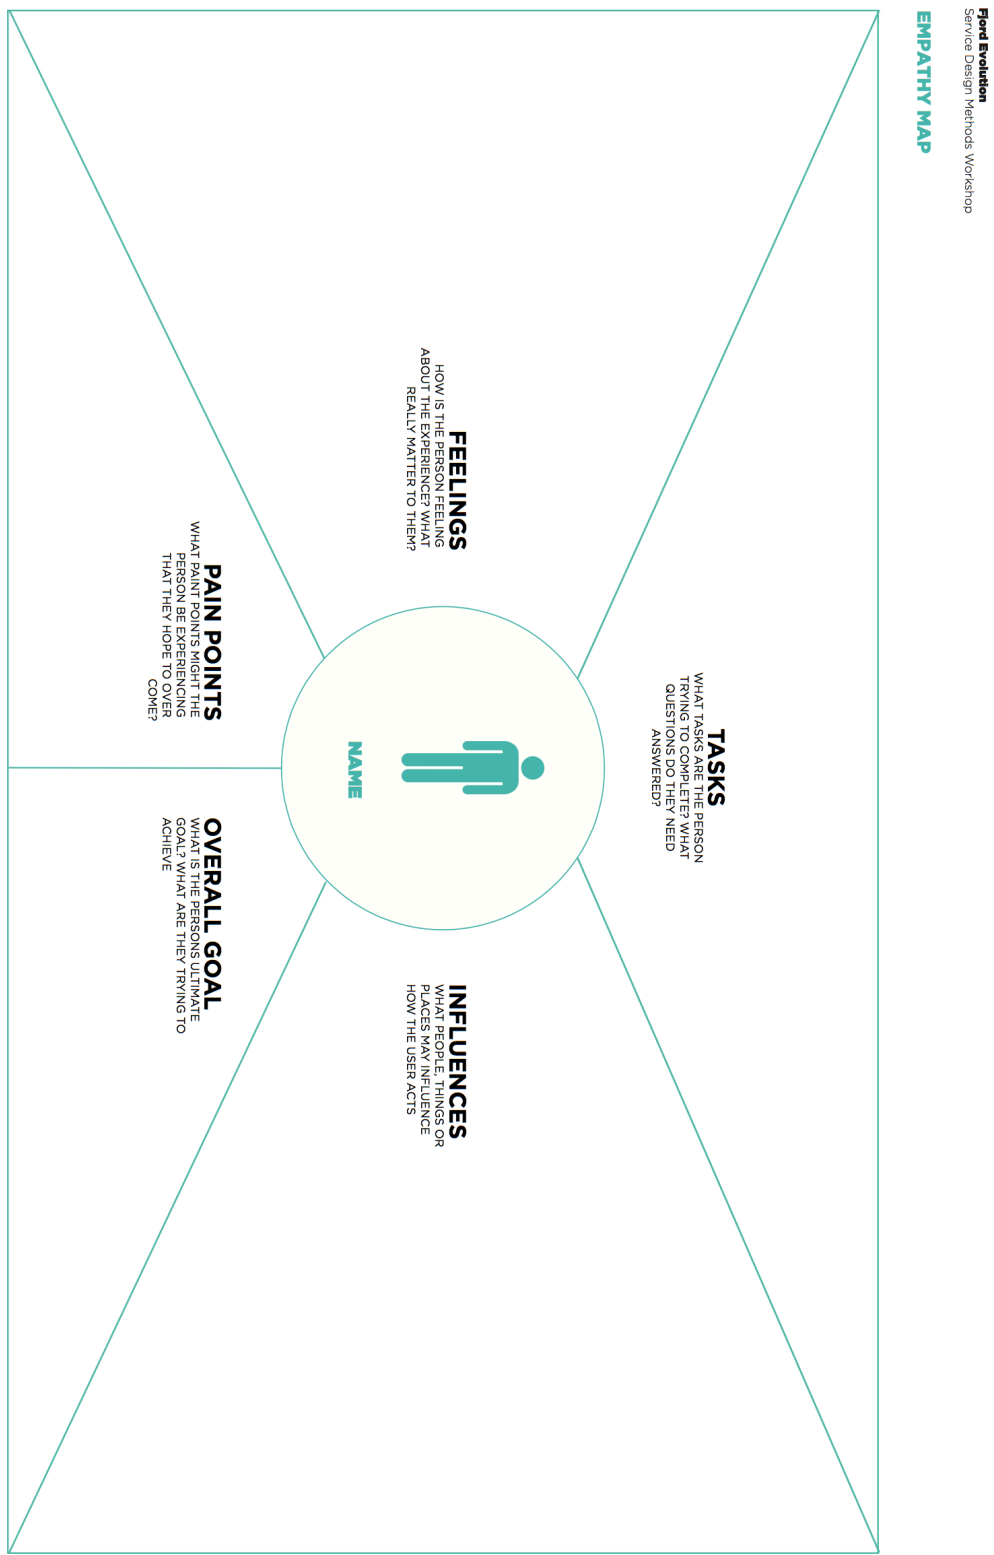 Fjord Evolution
Service Design Methods Workshop
EMPATHY MAP
TASKS
WHAT TASKS ARE THE PERSON
TRYING TO COMPLETE? WHAT
QUESTIONS DO THEY NEED
ANSWERED?
FEELINGS
HOW IS THE PERSON FEELING
ABOUT THE EXPERIENCE? WHAT
REALLY MATTER TO THEM?
INFLUENCES
WHAT PEOPLE, THINGS OR
PLACES MAY INFLUENCE
HOW THE USER ACTS
NAME
PAIN POINTS
WHAT PAINT POINTS MIGHT THE
PERSON BE EXPERIENCING
THAT THEY HOPE TO OVER
COME?
OVERALL GOAL
WHAT IS THE PERSONS ULTIMATE
GOAL? WHAT ARE THEY TRYING TO
ACHIEVE